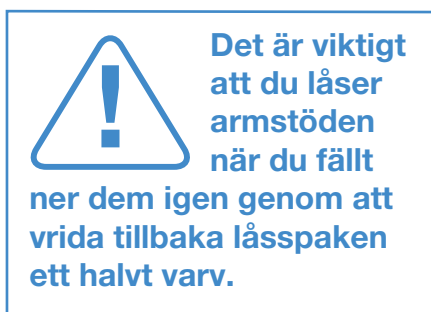 Det är viktigt
att du låser
armstöden
när du fällt
ner dem igen genom att
vrida tillbaka låsspaken
ett halvt varv.